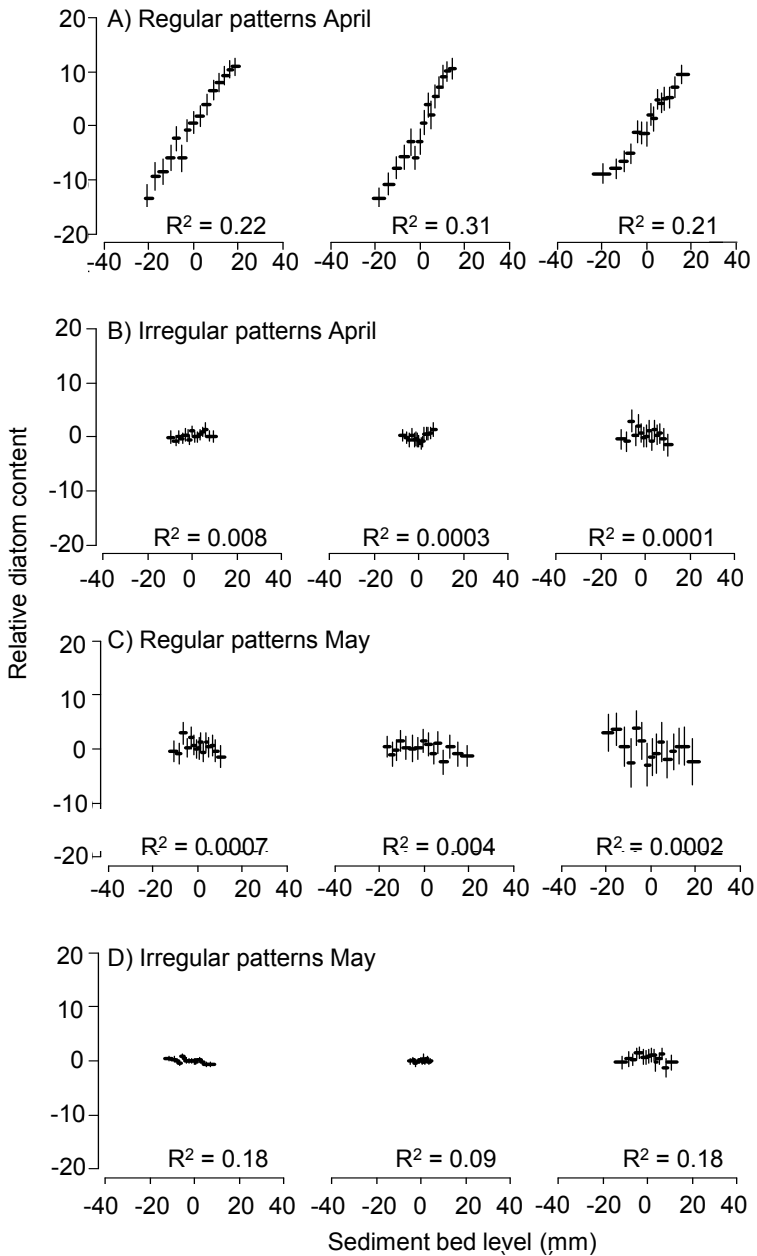 A) Regular patterns April
20
10
0
-10
-20
R² = 0.22
R² = 0.31
R² = 0.21
-40 -20 0 20 40
-40 -20 0 20 40
-40 -20 0 20 40
B) Irregular patterns April
20
10
0
-10
-20
R² = 0.008
R² = 0.0003
R² = 0.0001
-40 -20 0 20 40
-40 -20 0 20 40
-40 -20 0 20 40
Relative diatom content
C) Regular patterns May
20
10
0
-10
-20
R² = 0.0007
R² = 0.004
R² = 0.0002
-40 -20 0 20 40
-40 -20 0 20 40
-40 -20 0 20 40
D) Irregular patterns May
20
10
0
-10
-20
R² = 0.18
R² = 0.09
R² = 0.18
-40 -20 0 20 40
-40 -20 0 20 40
-40 -20 0 20 40
Sediment bed level (mm)